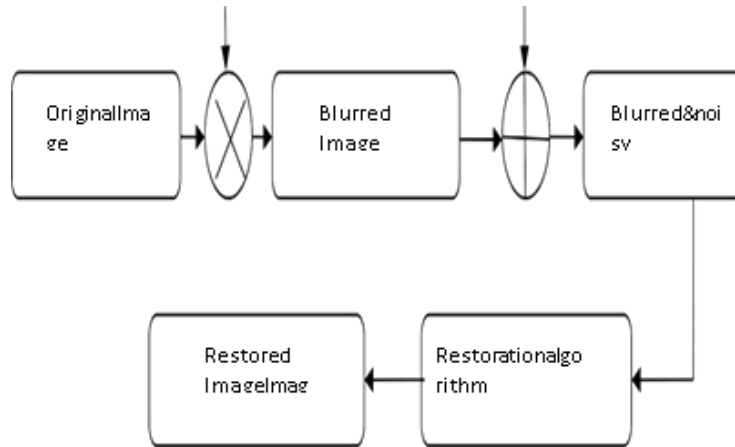 OriginalIma
ge
Blurred
Image
Blurred&noi
sy
Restored
ImageImag
Restorationalgo
rithm